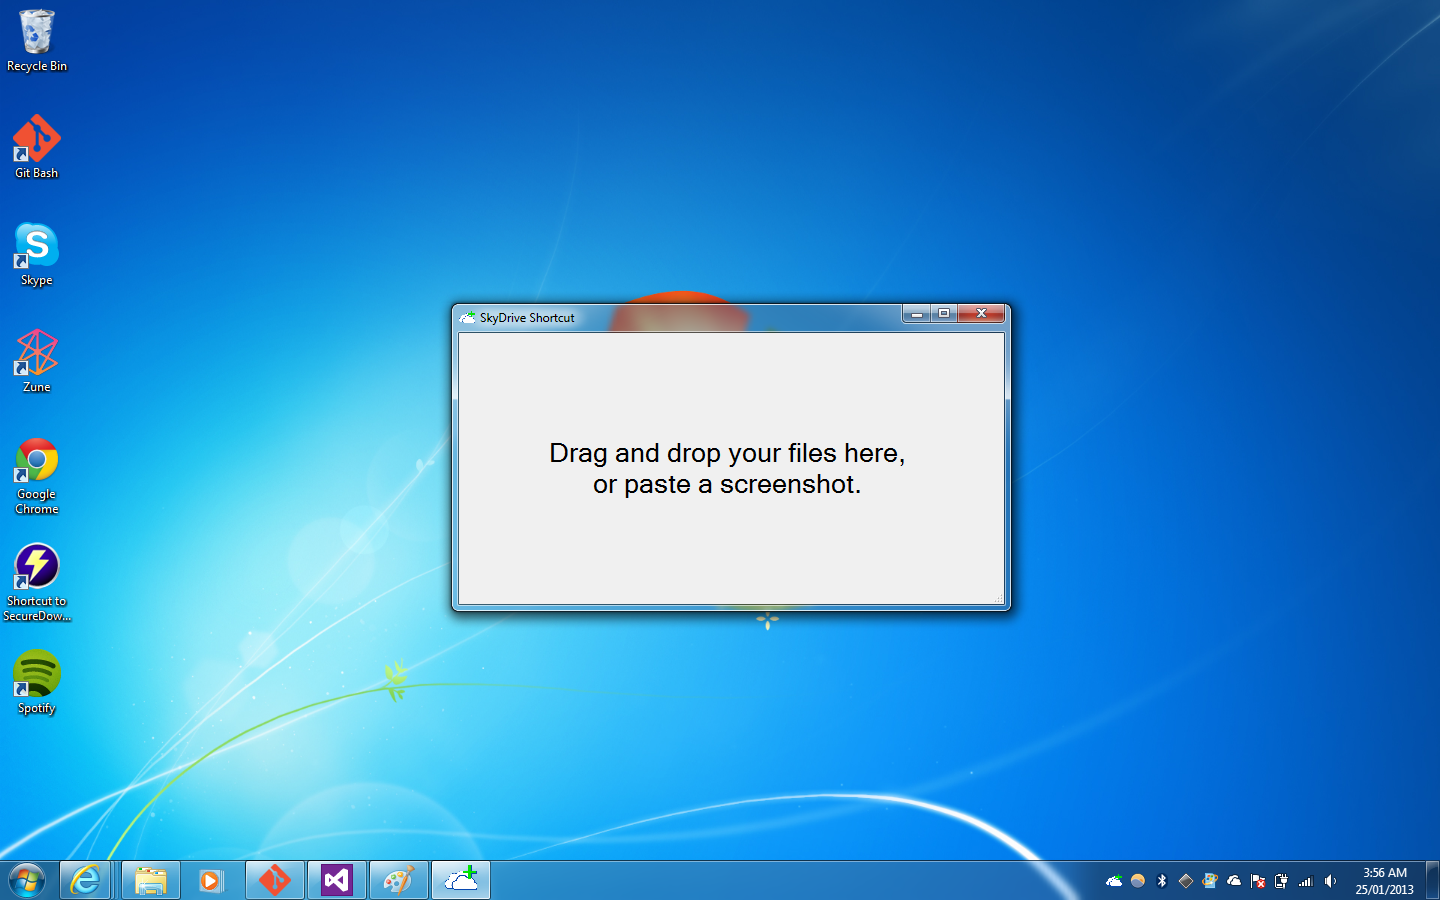 Recycle Bin
Git Bash
S
Skype
Zune
Google
Chrome
Shortcut to
SecureDow...
Spotify
SkyDrive Shortcut
Drag and drop your files here,
or paste a screenshot.
3:56 AM
25/01/2013